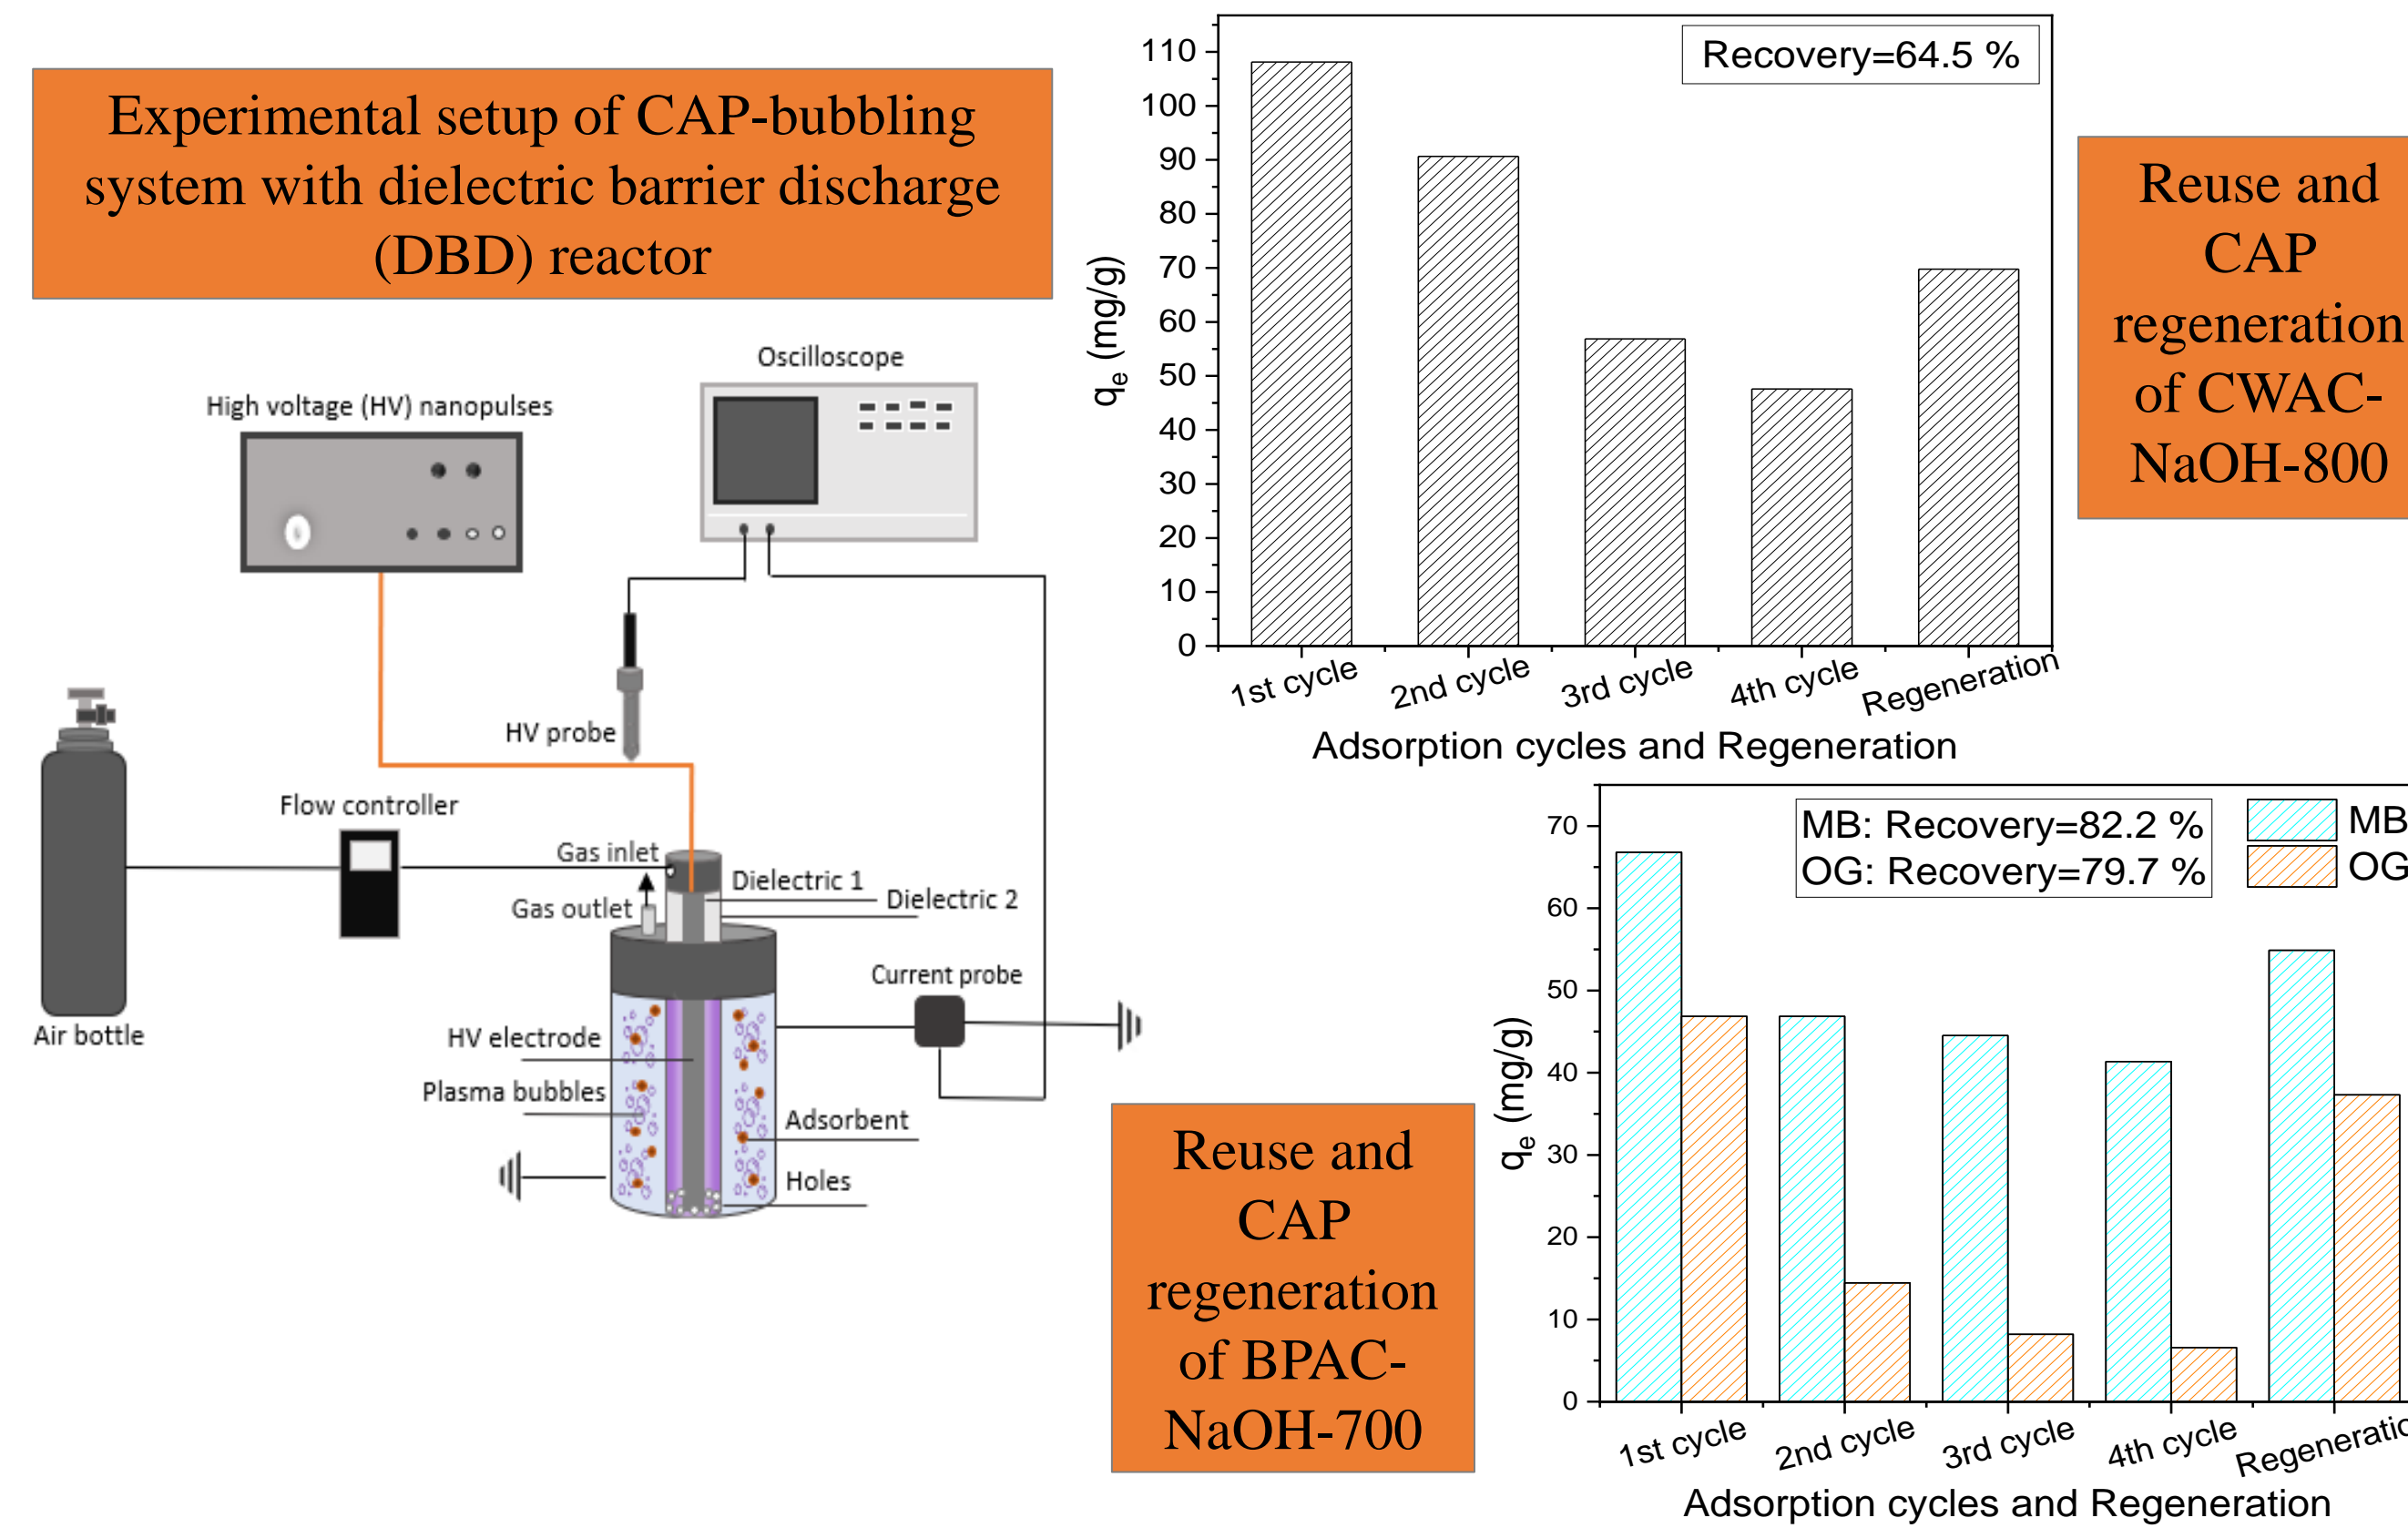 Experimental setup of CAP-bubbling
system with dielectric barrier discharge
(DBD) reactor
Oscilloscope
High voltage (HV) nanopulses
HV probe
Flow controller
Gas inlet
Dielectric 1
Dielectric 2
Gas outlet
Current probe
Air bottle
HV electrode
Plasma bubbles
Adsorbent
Holes
Recovery=64.5 %
110
100
90
80
70
60
50
40
30
20
10
0
qₑ (mg/g)
1st cycle
2nd cycle
3rd cycle
4th cycle
Regeneration
Adsorption cycles and Regeneration
Reuse and
CAP
regeneration
of CWAC-
NaOH-800
Reuse and
CAP
regeneration
of BPAC-
NaOH-700
MB: Recovery=82.2 %
OG: Recovery=79.7 %
MB
OG
70
60
50
40
30
20
10
0
qₑ (mg/g)
1st cycle
2nd cycle
3rd cycle
4th cycle
Regeneratio
Adsorption cycles and Regeneration